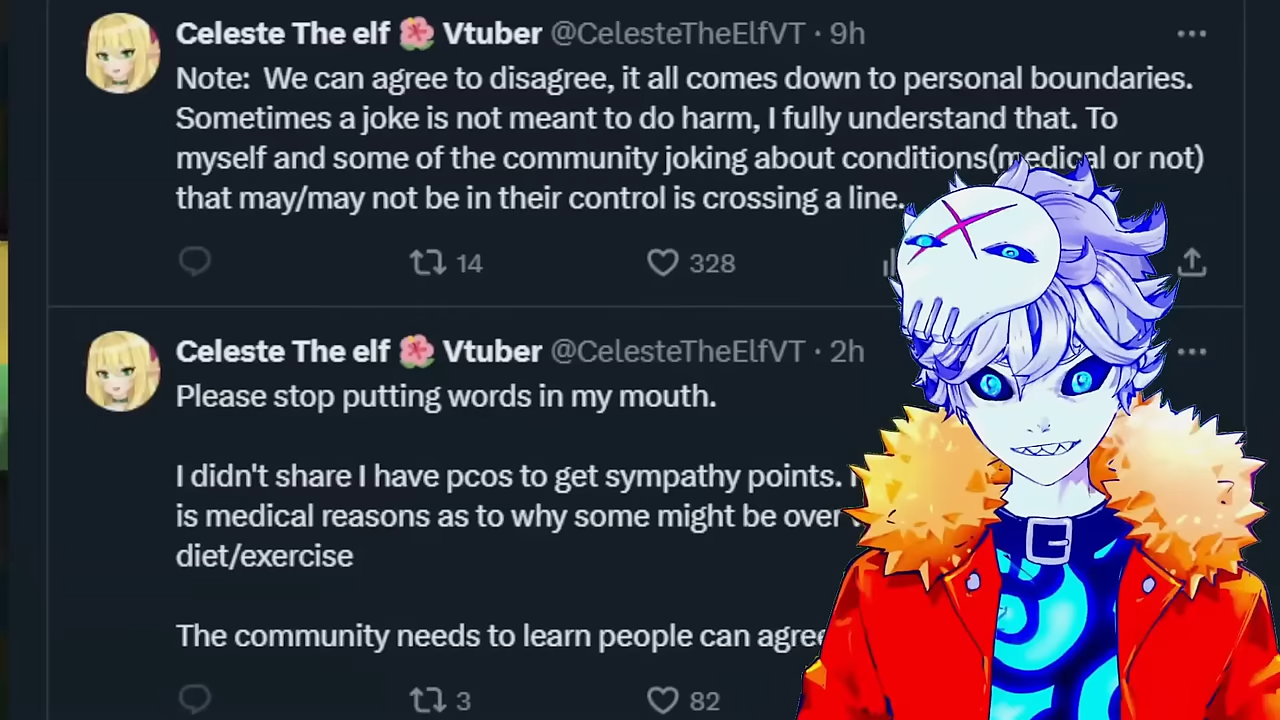 Celeste The elf 🌺 Vtuber @CelesteTheElfVT · 9h
Note:  We can agree to disagree, it all comes down to personal boundaries.
Sometimes a joke is not meant to do harm, I fully understand that. To
myself and some of the community joking about conditions(medical or not)
that may/may not be in their control is crossing a line.
14 328
Celeste The elf 🌺 Vtuber @CelesteTheElfVT · 2h
Please stop putting words in my mouth.
I didn't share I have pcos to get sympathy points.
is medical reasons as to why some might be over
diet/exercise
The community needs to learn people can agree
3 82